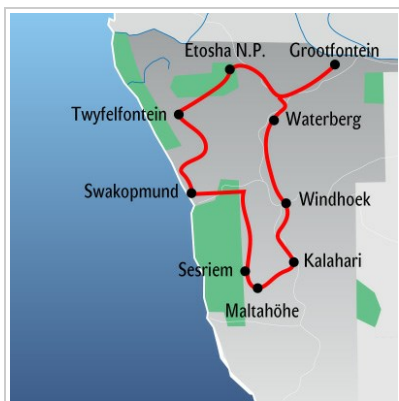 Etosha N.P.
Grootfontein
Twyfelfontein
Waterberg
Swakopmund
Windhoek
Sesriem
Kalahari
Maltahöhe